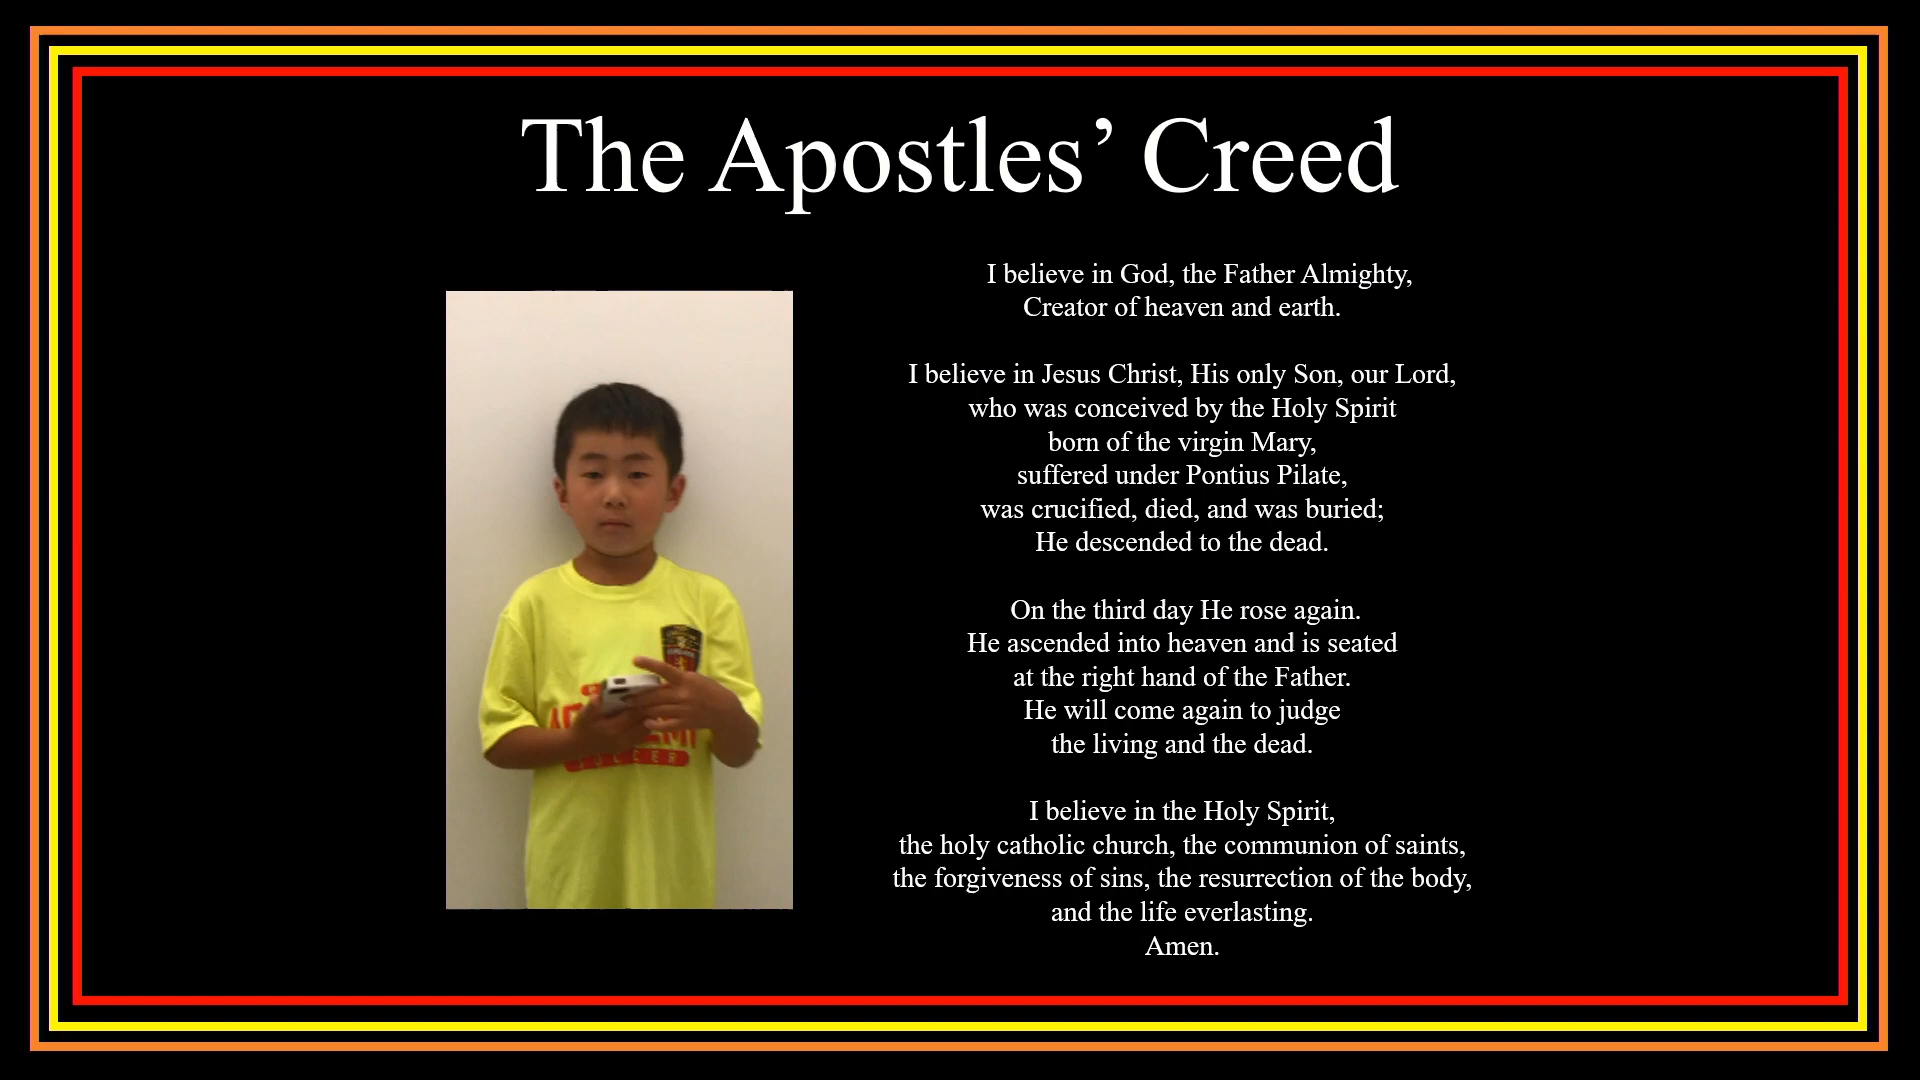 The Apostles’ Creed
I believe in God, the Father Almighty,
Creator of heaven and earth.
I believe in Jesus Christ, His only Son, our Lord,
who was conceived by the Holy Spirit
born of the virgin Mary,
suffered under Pontius Pilate,
was crucified, died, and was buried;
He descended to the dead.
On the third day He rose again.
He ascended into heaven and is seated
at the right hand of the Father.
He will come again to judge
the living and the dead.
I believe in the Holy Spirit,
the holy catholic church, the communion of saints,
the forgiveness of sins, the resurrection of the body,
and the life everlasting.
Amen.